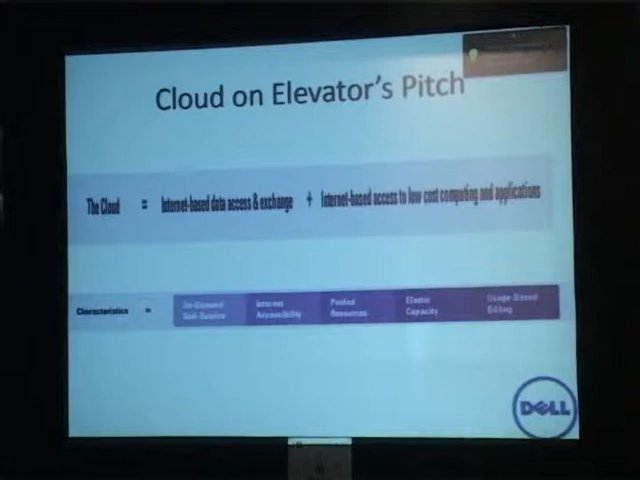 Cloud on Elevator's Pitch
The Cloud = Internet-based data access & exchange + Internet-based access to low cost computing and applications
Characteristics = On-Demand Self-Service Internet Accessibility Pooled Resources Elastic Capacity Usage-Based Billing
DELL